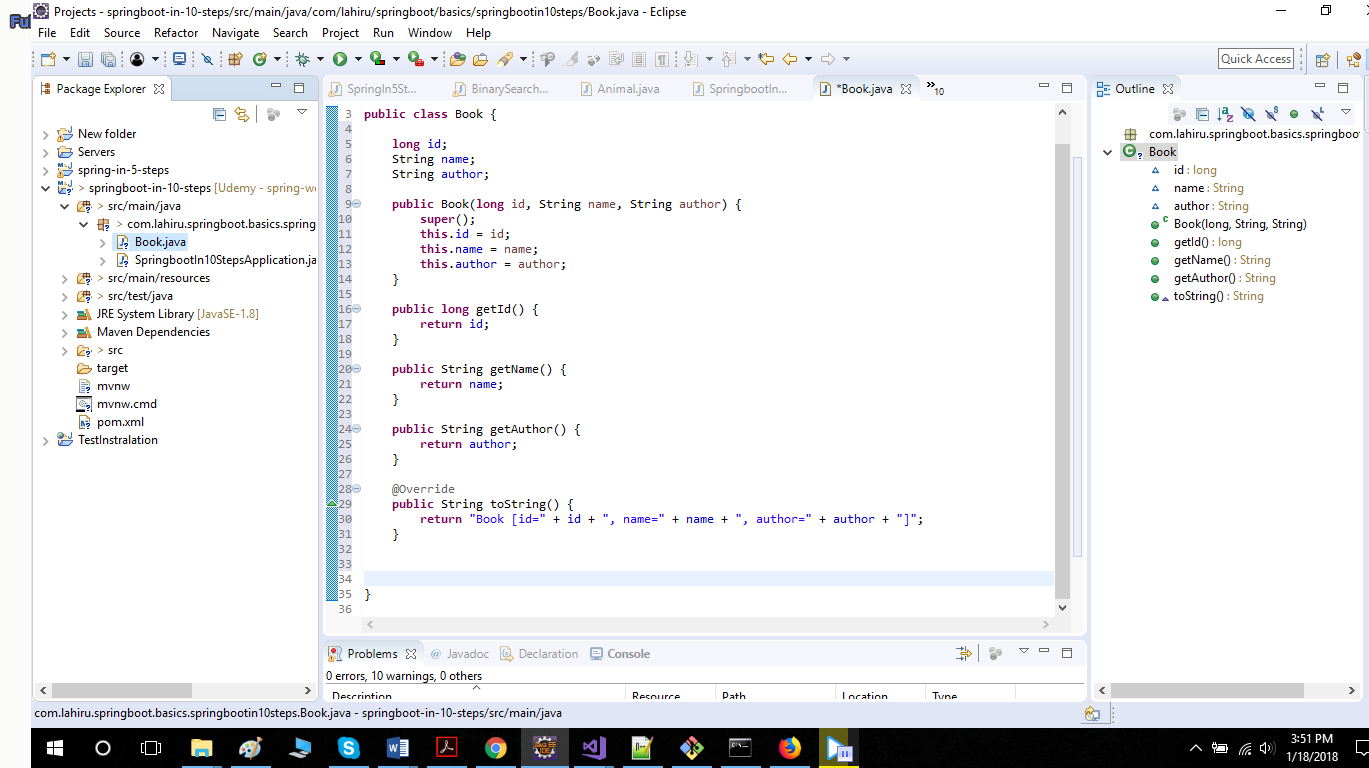 Fu
Projects - springboot-in-10-steps/src/main/java/com/lahiru/springboot/basics/springbootin10steps/Book.java - Eclipse
File Edit Source Refactor Navigate Search Project Run Window Help
Quick Access
Package Explorer
New folder
Servers
spring-in-5-steps
> springboot-in-10-steps [Udemy - spring-w
> src/main/java
> com.lahiru.springboot.basics.spring
Book.java
SpringbootIn10StepsApplication.ja
> src/main/resources
> src/test/java
JRE System Library [JavaSE-1.8]
Maven Dependencies
> src
target
mvnw
mvnw.cmd
pom.xml
TestInstralation
SpringIn5St... BinarySearch... Animal.java SpringbootIn... *Book.java »10
3 public class Book {
4
5 long id;
6 String name;
7 String author;
8
9 public Book(long id, String name, String author) {
10 super();
11 this.id = id;
12 this.name = name;
13 this.author = author;
14 }
15
16 public long getId() {
17 return id;
18 }
19
20 public String getName() {
21 return name;
22 }
23
24 public String getAuthor() {
25 return author;
26 }
27
28 @Override
29 public String toString() {
30 return "Book [id=" + id + ", name=" + name + ", author=" + author + "]";
31 }
32
33
34
35 }
36
Outline
com.lahiru.springboot.basics.springboo
Book
id : long
name : String
author : String
Book(long, String, String)
getId() : long
getName() : String
getAuthor() : String
toString() : String
Problems @ Javadoc Declaration Console
0 errors, 10 warnings, 0 others
Description Resource Path Location Type
com.lahiru.springboot.basics.springbootin10steps.Book.java - springboot-in-10-steps/src/main/java
3:51 PM
1/18/2018